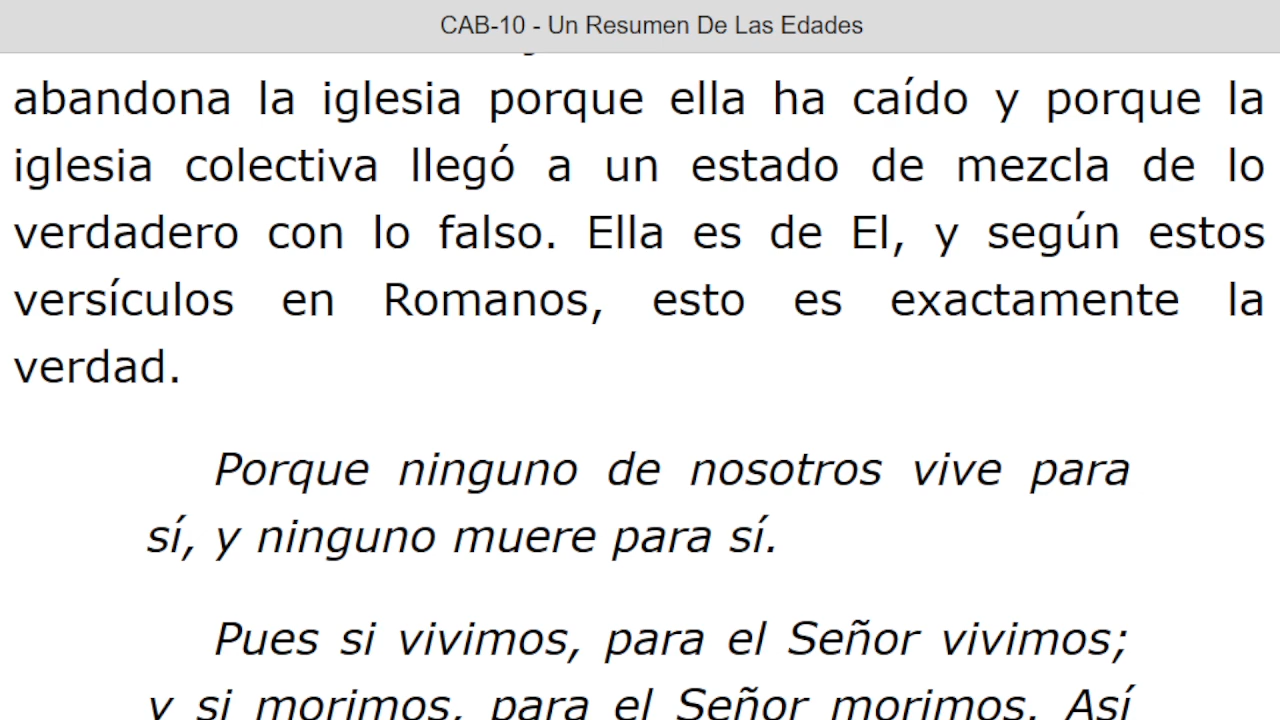 CAB-10 - Un Resumen De Las Edades
abandona la iglesia porque ella ha caído y porque la
iglesia colectiva llegó a un estado de mezcla de lo
verdadero con lo falso. Ella es de El, y según estos
versículos en Romanos, esto es exactamente la
verdad.
Porque ninguno de nosotros vive para
sí, y ninguno muere para sí.
Pues si vivimos, para el Señor vivimos;
y si morimos, para el Señor morimos. Así